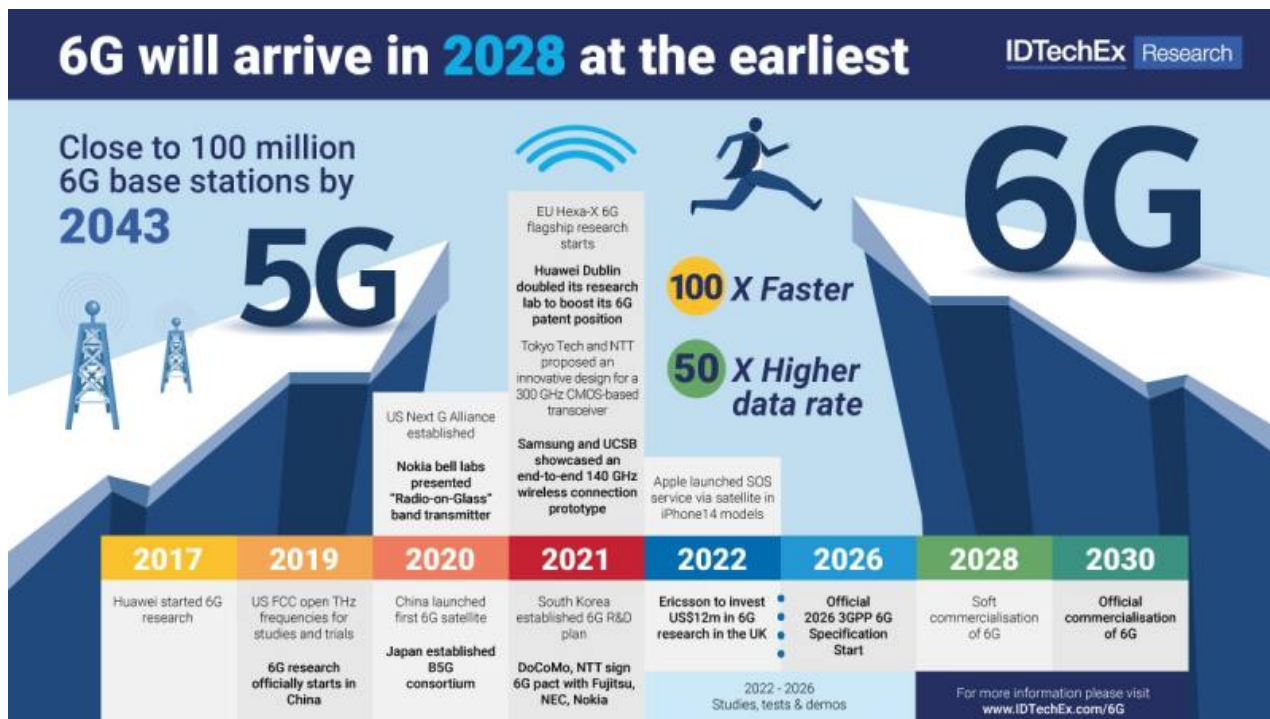 6G will arrive in 2028 at the earliest
IDTechEx Research
Close to 100 million
6G base stations by
2043
5G
6G
100 X Faster
50 X Higher
data rate
US Next G Alliance
established
Nokia bell labs
presented
"Radio-on-Glass"
band transmitter
EU Hexa-X 6G
flagship research
starts
Huawei Dublin
doubled its research
lab to boost its 6G
patent position
Tokyo Tech and NTT
proposed an
innovative design for a
300 GHz CMOS-based
transceiver
Samsung and UCSB
showcased an
end-to-end 140 GHz
wireless connection
prototype
Apple launched SOS
service via satellite in
iPhone14 models
2017
Huawei started 6G
research
2019
US FCC open THz
frequencies for
studies and trials
6G research
officially starts in
China
2020
China launched
first 6G satellite
Japan established
B5G
consortium
2021
South Korea
established 6G R&D
plan
DoCoMo, NTT sign
6G pact with Fujitsu,
NEC, Nokia
2022
Ericsson to invest
US$12m in 6G
research in the UK
2026
Official
2026 3GPP 6G
Specification
Start
2022 - 2026
Studies, tests & demos
2028
Soft
commercialisation
of 6G
2030
Official
commercialisation
of 6G
For more information please visit
www.IDTechEx.com/6G